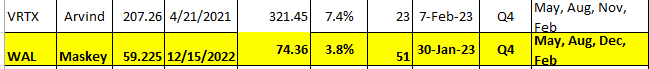 VRTX Arvind 207.26 4/21/2021 321.45 7.4% 23 7-Feb-23 Q4 May, Aug, Nov, Feb
WAL Maskey 59.225 12/15/2022 74.36 3.8% 51 30-Jan-23 Q4 May, Aug, Dec, Feb